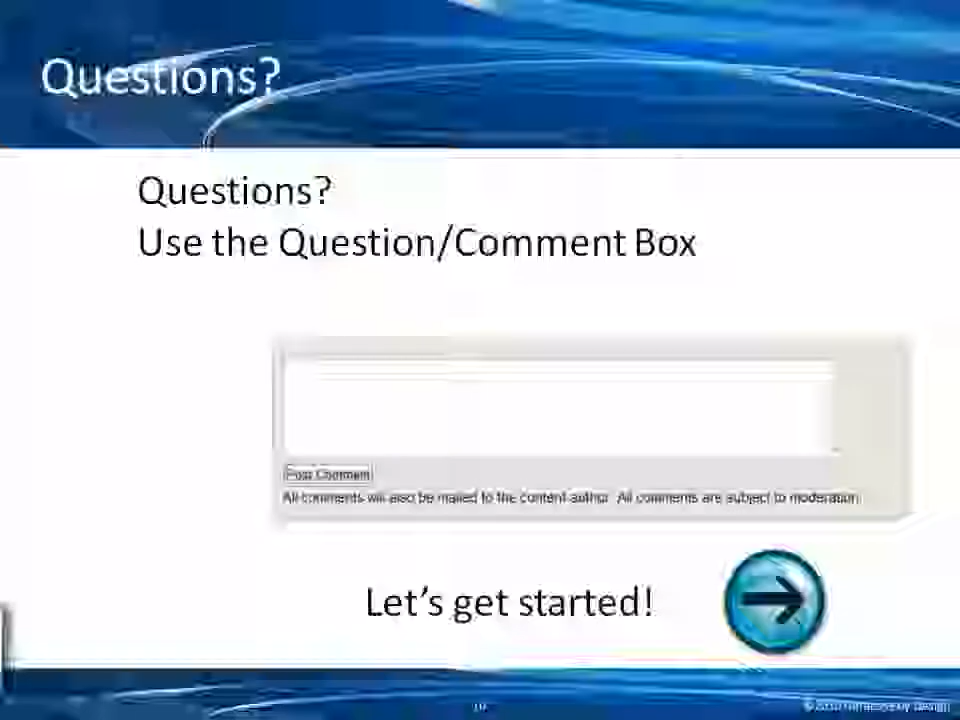 Questions?
Questions?
Use the Question/Comment Box
Post Comment
All comments will also be mailed to the content author. All comments are subject to moderation.
Let's get started!